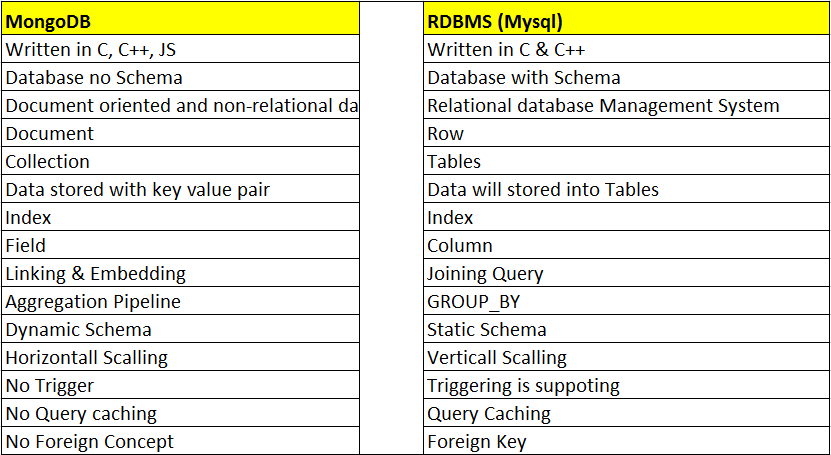 MongoDB RDBMS (Mysql)
Written in C, C++, JS Written in C & C++
Database no Schema Database with Schema
Document oriented and non-relational da Relational database Management System
Document Row
Collection Tables
Data stored with key value pair Data will stored into Tables
Index Index
Field Column
Linking & Embedding Joining Query
Aggregation Pipeline GROUP_BY
Dynamic Schema Static Schema
Horizontall Scalling Verticall Scalling
No Trigger Triggering is suppoting
No Query caching Query Caching
No Foreign Concept Foreign Key